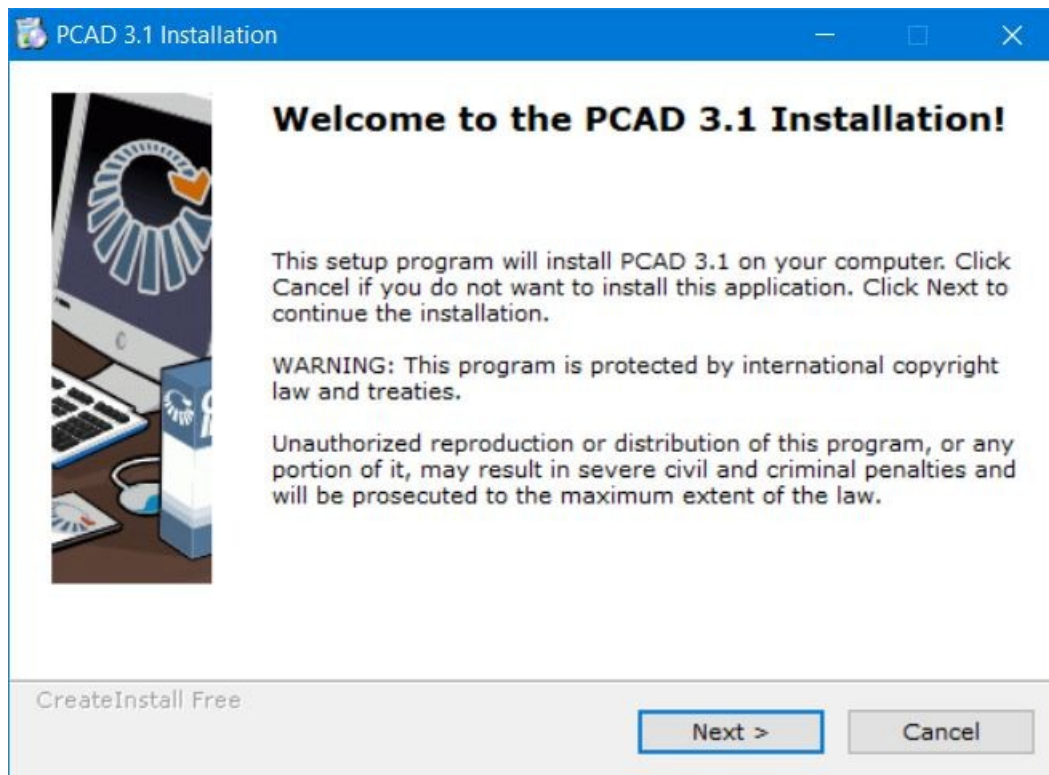 PCAD 3.1 Installation
Welcome to the PCAD 3.1 Installation!
This setup program will install PCAD 3.1 on your computer. Click
Cancel if you do not want to install this application. Click Next to
continue the installation.
WARNING: This program is protected by international copyright
law and treaties.
Unauthorized reproduction or distribution of this program, or any
portion of it, may result in severe civil and criminal penalties and
will be prosecuted to the maximum extent of the law.
CreateInstall Free
Next >
Cancel